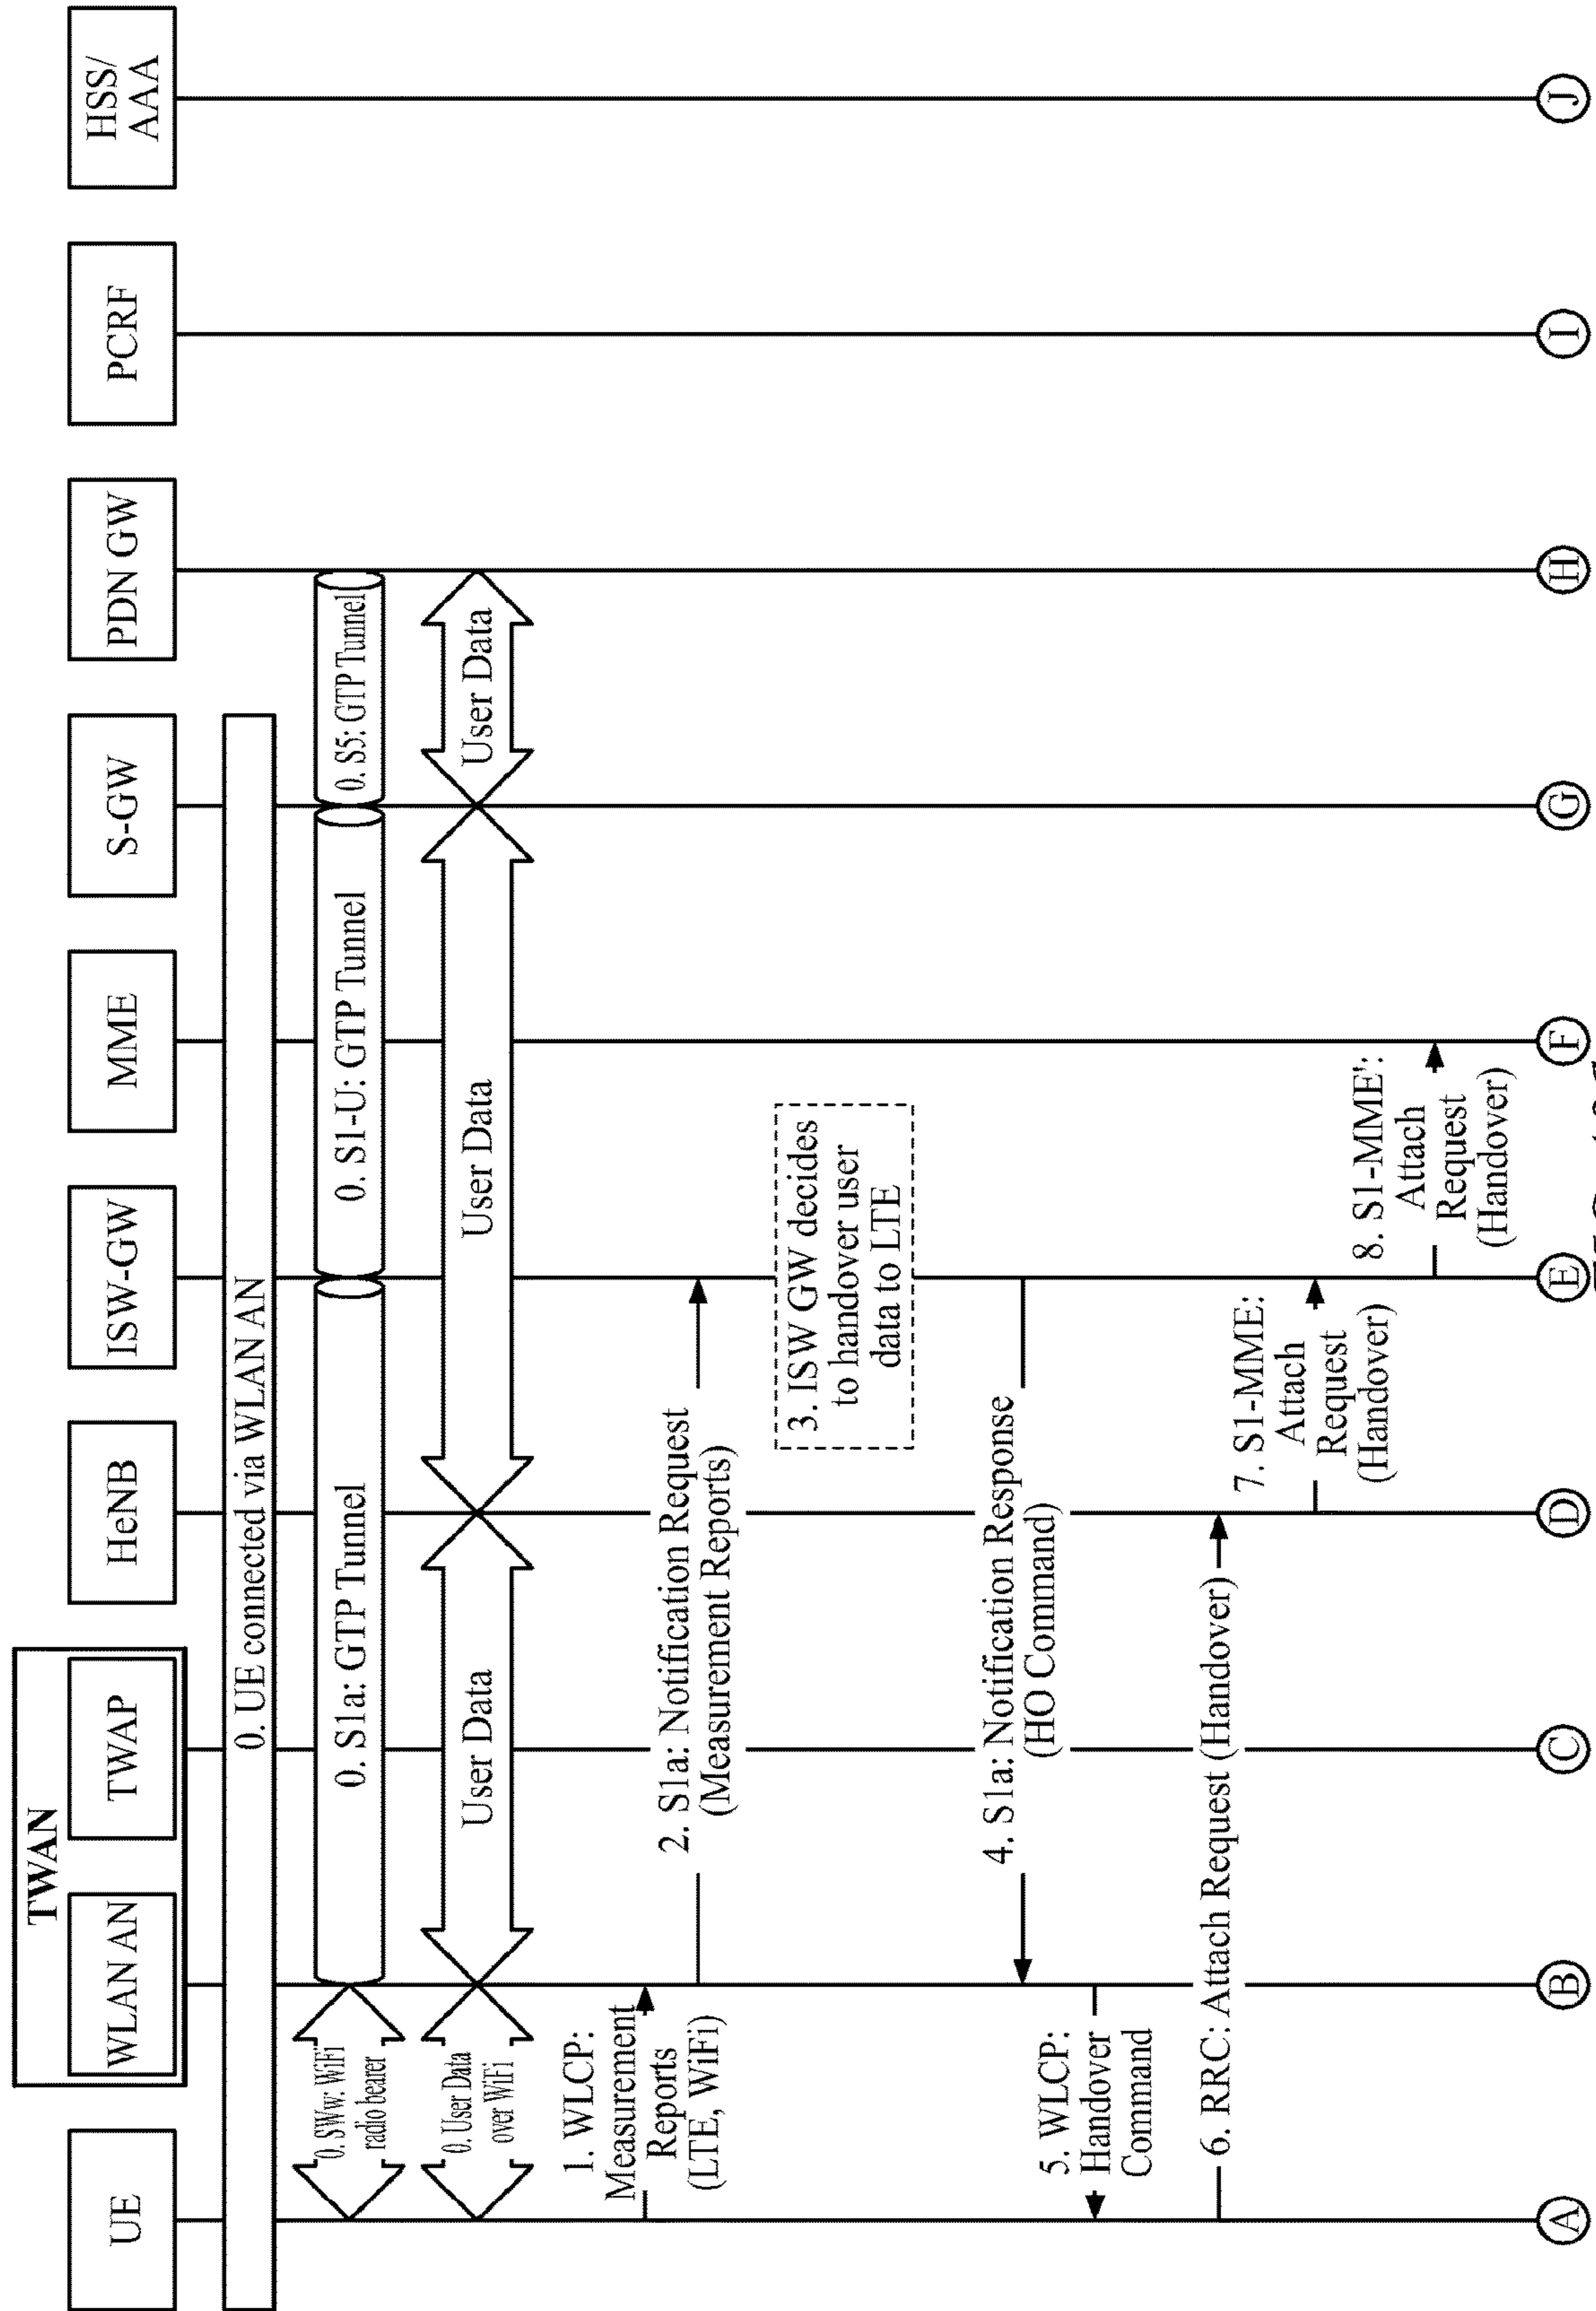 TWAN
UE
WLAN AN
TWAP
HeNB
ISW-GW
MME
S-GW
PDN GW
PCRF
HSS/
AAA
0. UE connected via WLAN AN
0. SWw: WiFi
radio bearer
0. S1a: GTP Tunnel
0. S1-U: GTP Tunnel
0. S5: GTP Tunnel
0. User Data
over WiFi
User Data
User Data
User Data
1. WLCP:
Measurement
Reports
(LTE, WiFi)
2. S1a: Notification Request
(Measurement Reports)
3. ISW GW decides
to handover user
data to LTE
4. S1a: Notification Response
(HO Command)
5. WLCP:
Handover
Command
6. RRC: Attach Request (Handover)
7. S1-MME:
Attach
Request
(Handover)
8. S1-MME':
Attach
Request
(Handover)
A
B
C
D
E
F
G
H
I
J